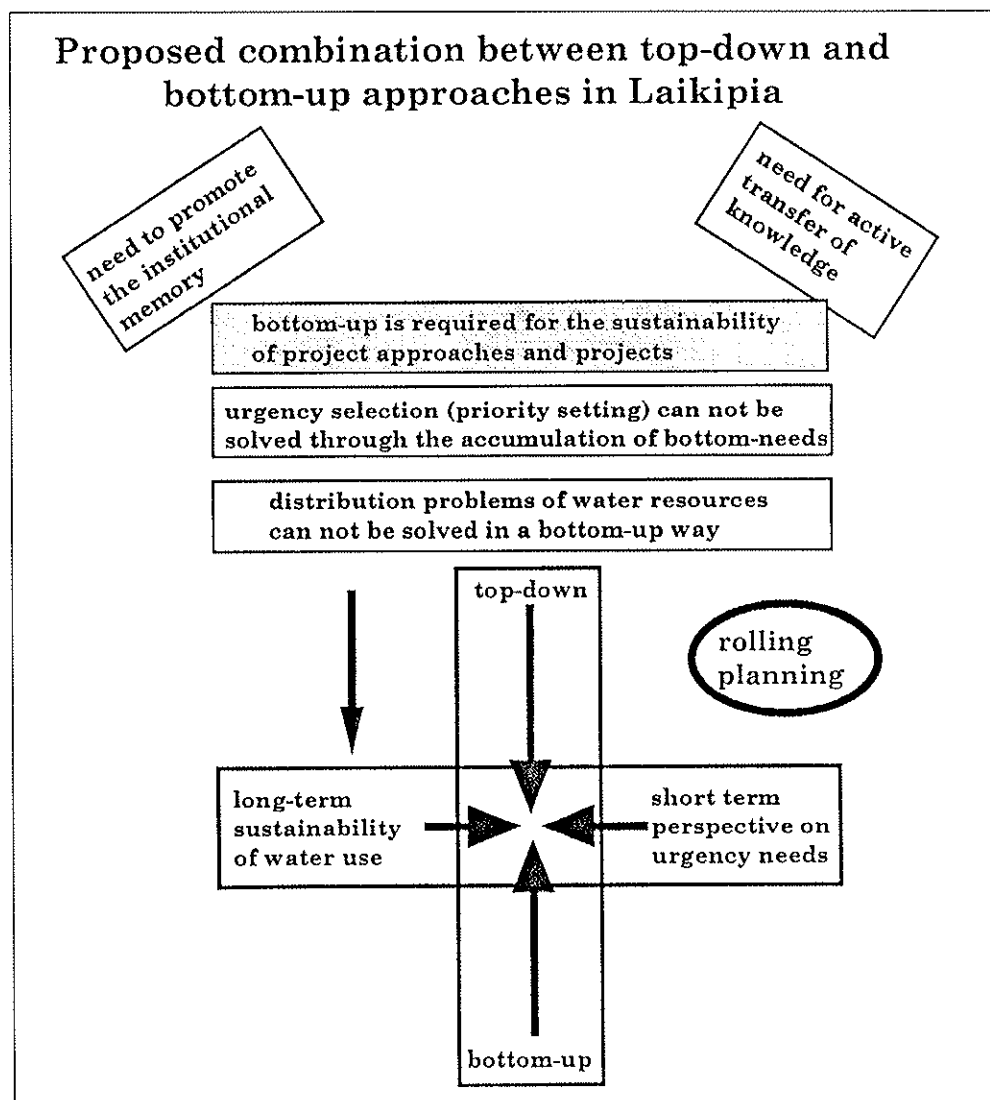 Proposed combination between top-down and
bottom-up approaches in Laikipia
need to promote
the institutional
memory
need for active
transfer of
knowledge
bottom-up is required for the sustainability
of project approaches and projects
urgency selection (priority setting) can not be
solved through the accumulation of bottom-needs
distribution problems of water resources
can not be solved in a bottom-up way
top-down
rolling
planning
long-term
sustainability
of water use
short term
perspective on
urgency needs
bottom-up